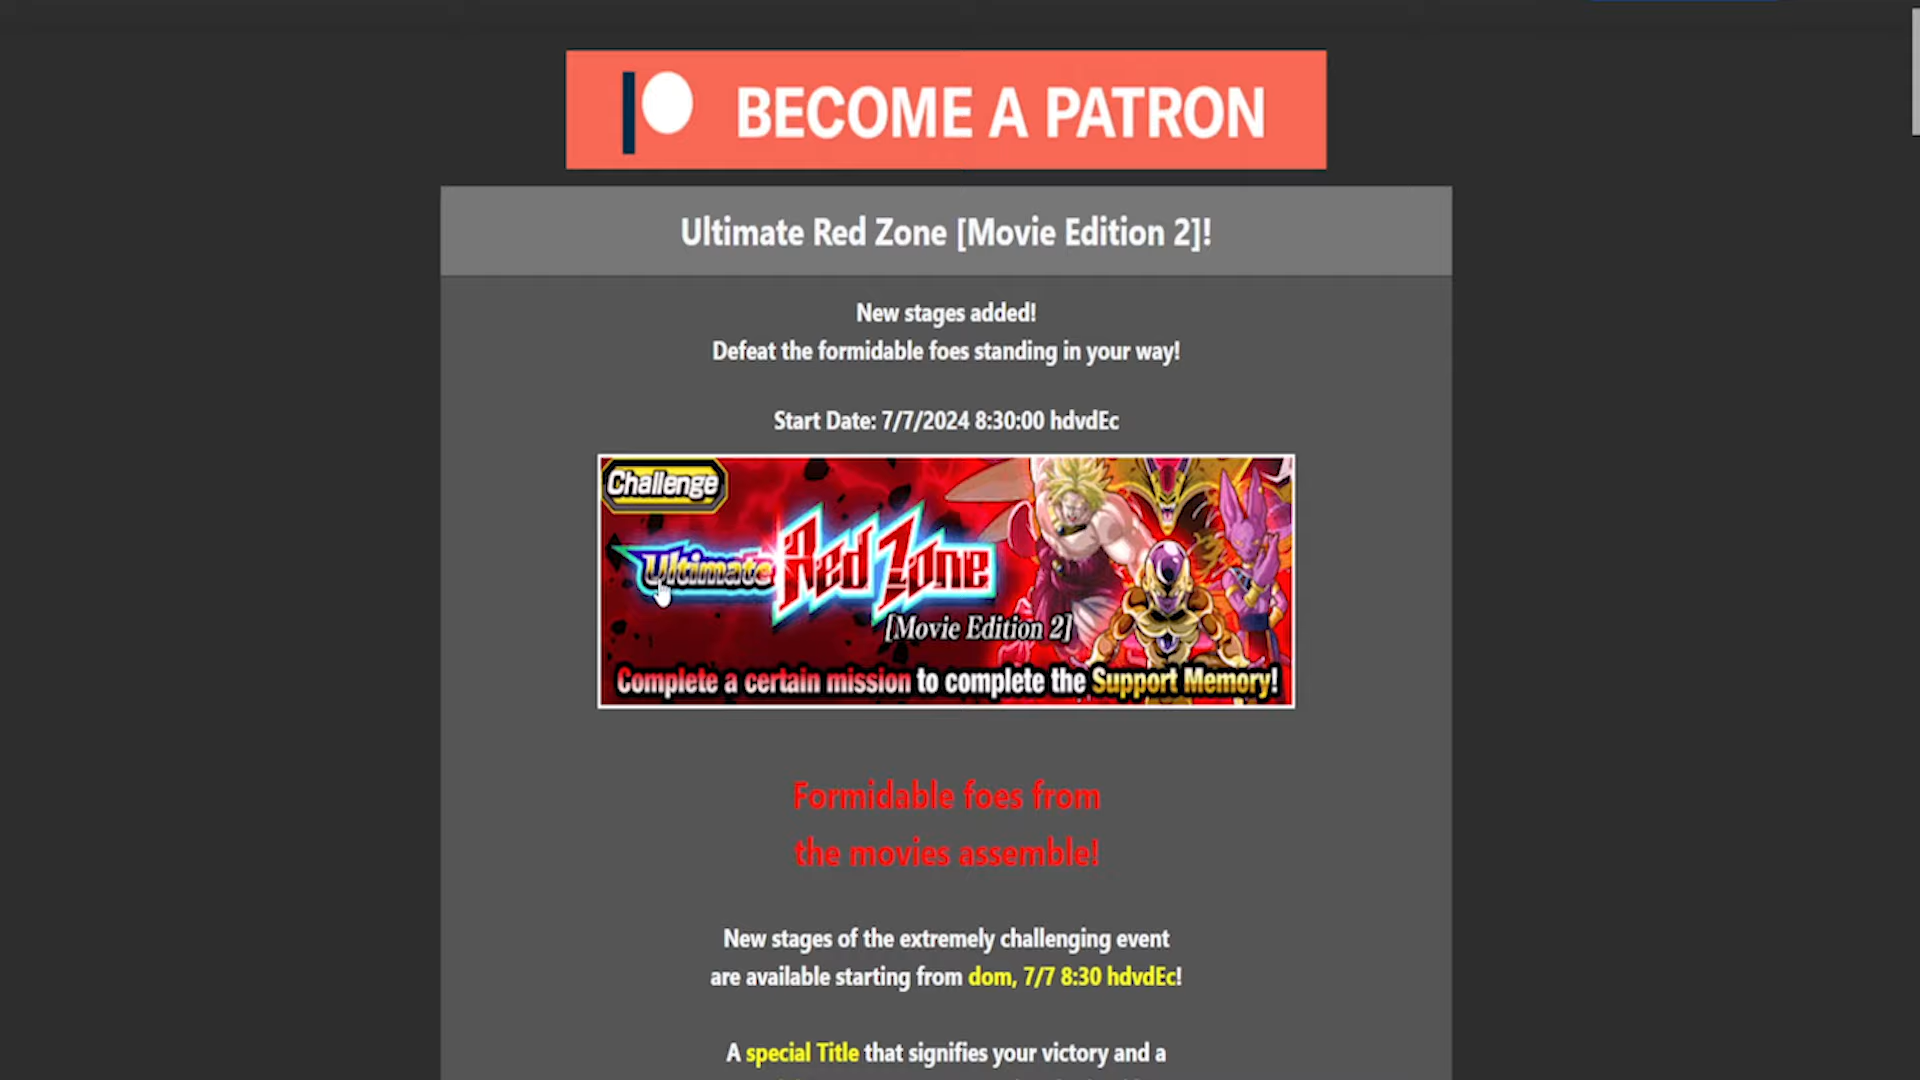 BECOME A PATRON
Ultimate Red Zone [Movie Edition 2]!
New stages added!
Defeat the formidable foes standing in your way!
Start Date: 7/7/2024 8:30:00 hdvdEc
Challenge
Ultimate Red Zone
[Movie Edition 2]
Complete a certain mission to complete the Support Memory!
Formidable foes from
the movies assemble!
New stages of the extremely challenging event
are available starting from dom, 7/7 8:30 hdvdEc!
A special Title that signifies your victory and a